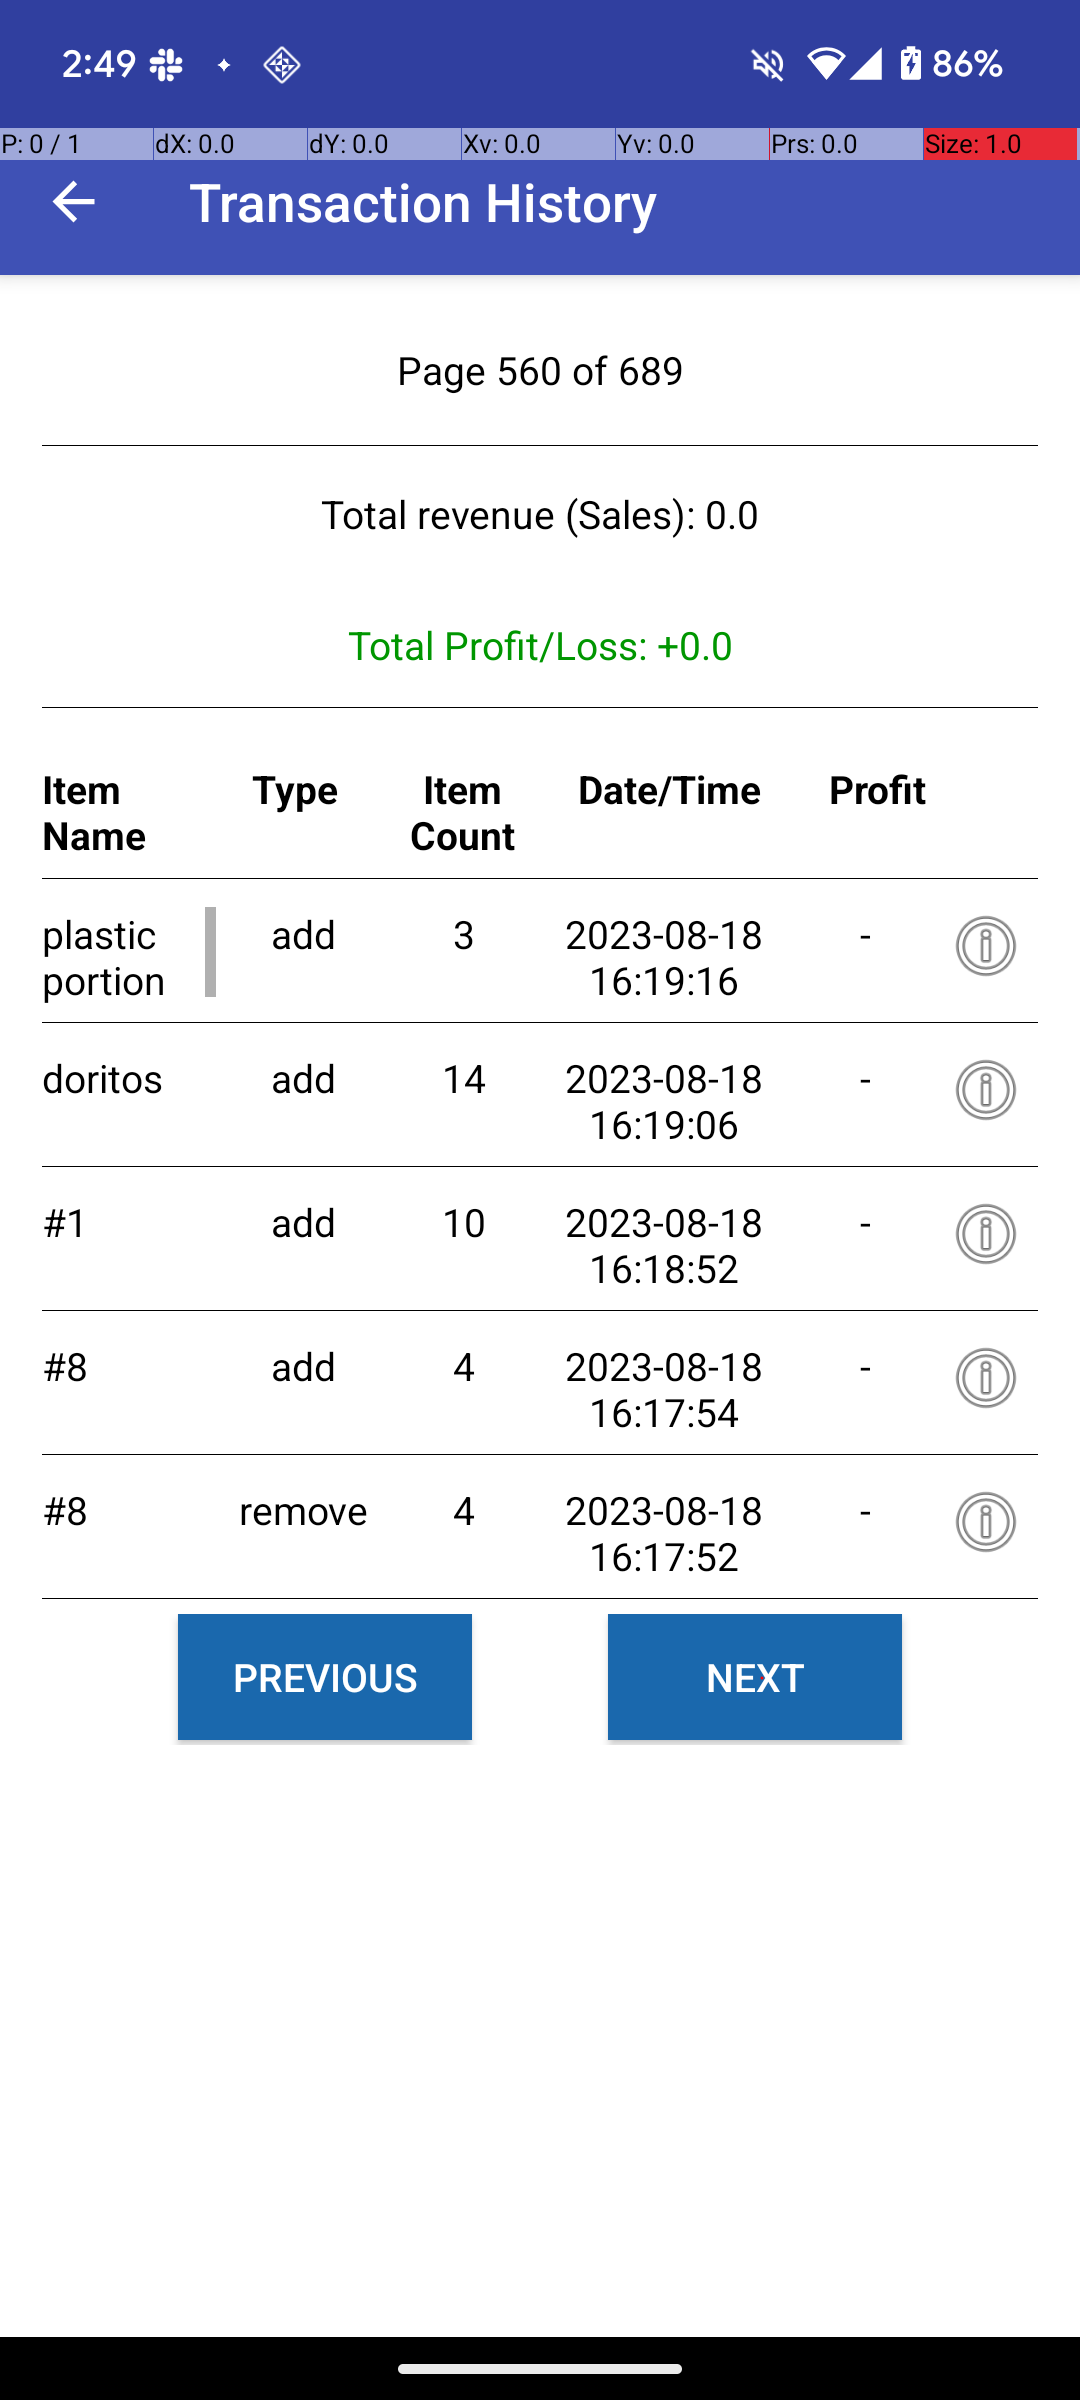 2:49 86%
P: 0 / 1 dX: 0.0 dY: 0.0 Xv: 0.0 Yv: 0.0 Prs: 0.0 Size: 1.0
Transaction History
Page 560 of 689
Total revenue (Sales): 0.0
Total Profit/Loss: +0.0
Item Name Type Item Count Date/Time Profit
plastic portion add 3 2023-08-18 16:19:16 -
doritos add 14 2023-08-18 16:19:06 -
#1 add 10 2023-08-18 16:18:52 -
#8 add 4 2023-08-18 16:17:54 -
#8 remove 4 2023-08-18 16:17:52 -
PREVIOUS NEXT